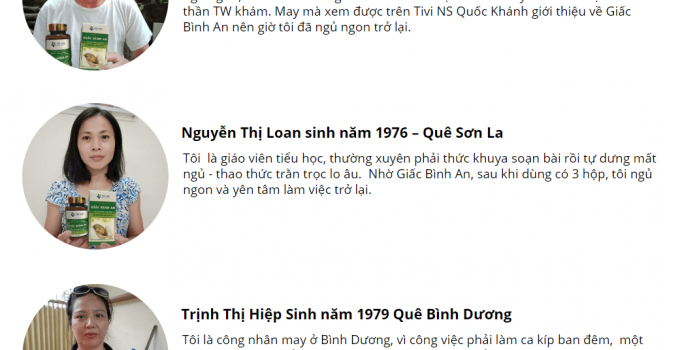 thần TW khám. May mà xem được trên Tivi NS Quốc Khánh giới thiệu về Giấc
Bình An nên giờ tôi đã ngủ ngon trở lại.
Nguyễn Thị Loan sinh năm 1976 – Quê Sơn La
Tôi là giáo viên tiểu học, thường xuyên phải thức khuya soạn bài rồi tự dưng mất
ngủ - thao thức trằn trọc lo âu. Nhờ Giấc Bình An, sau khi dùng có 3 hộp, tôi ngủ
ngon và yên tâm làm việc trở lại.
Trịnh Thị Hiệp Sinh năm 1979 Quê Bình Dương
Tôi là công nhân may ở Bình Dương, vì công việc phải làm ca kíp ban đêm, một